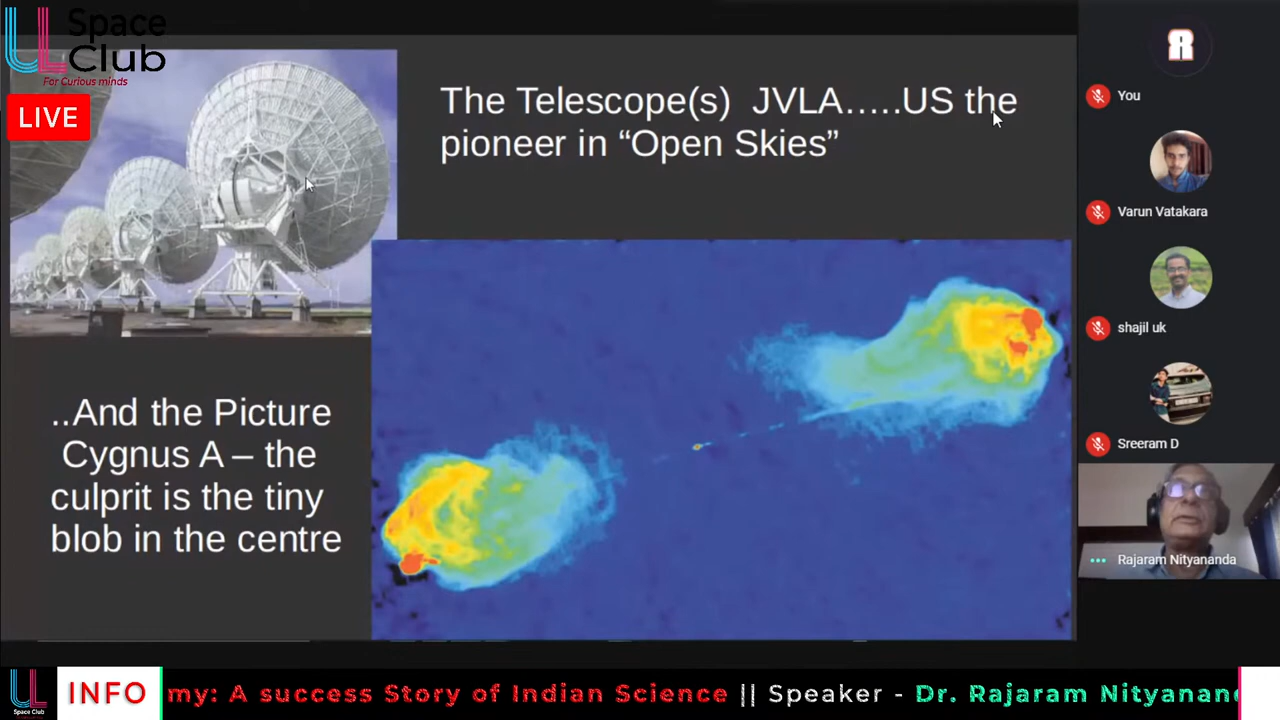 Space
Club
For Curious minds
LIVE
The Telescope(s) JVLA…..US the
pioneer in “Open Skies”
..And the Picture
Cygnus A – the
culprit is the tiny
blob in the centre
You
Varun Vatakara
shajil uk
Sreeram D
Rajaram Nityananda
INFO
my: A success Story of Indian Science || Speaker - Dr. Rajaram Nityanan